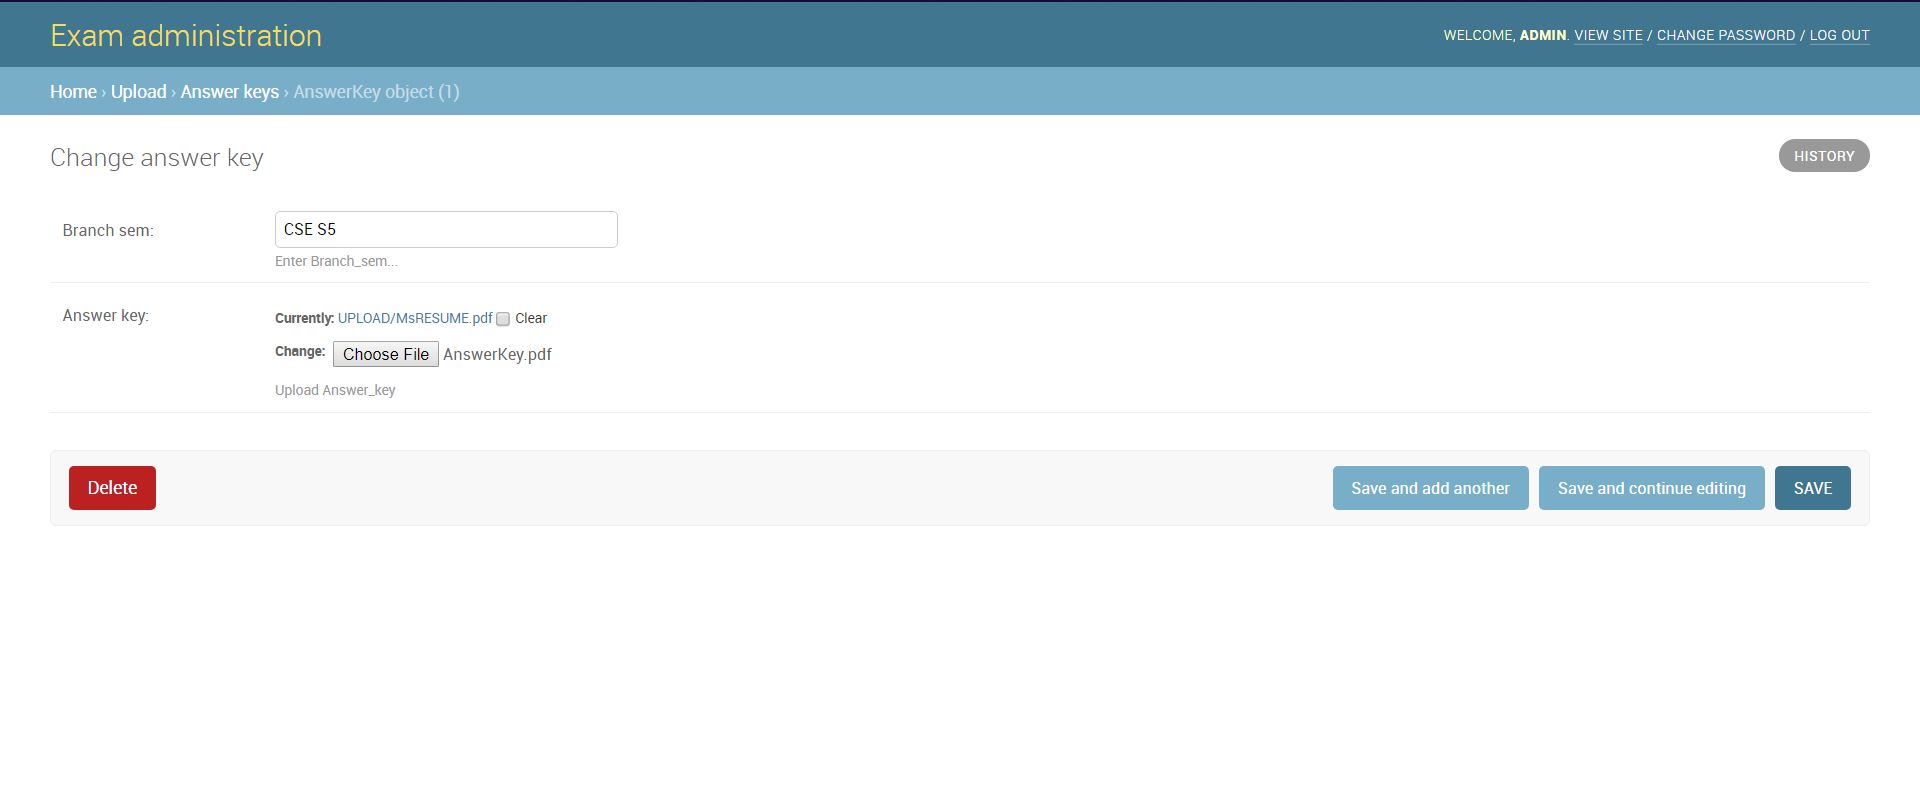 Exam administration
WELCOME, ADMIN. VIEW SITE / CHANGE PASSWORD / LOG OUT
Home › Upload › Answer keys › AnswerKey object (1)
Change answer key
HISTORY
Branch sem:
CSE S5
Enter Branch_sem...
Answer key:
Currently: UPLOAD/MsRESUME.pdf Clear
Change: Choose File AnswerKey.pdf
Upload Answer_key
Delete
Save and add another
Save and continue editing
SAVE